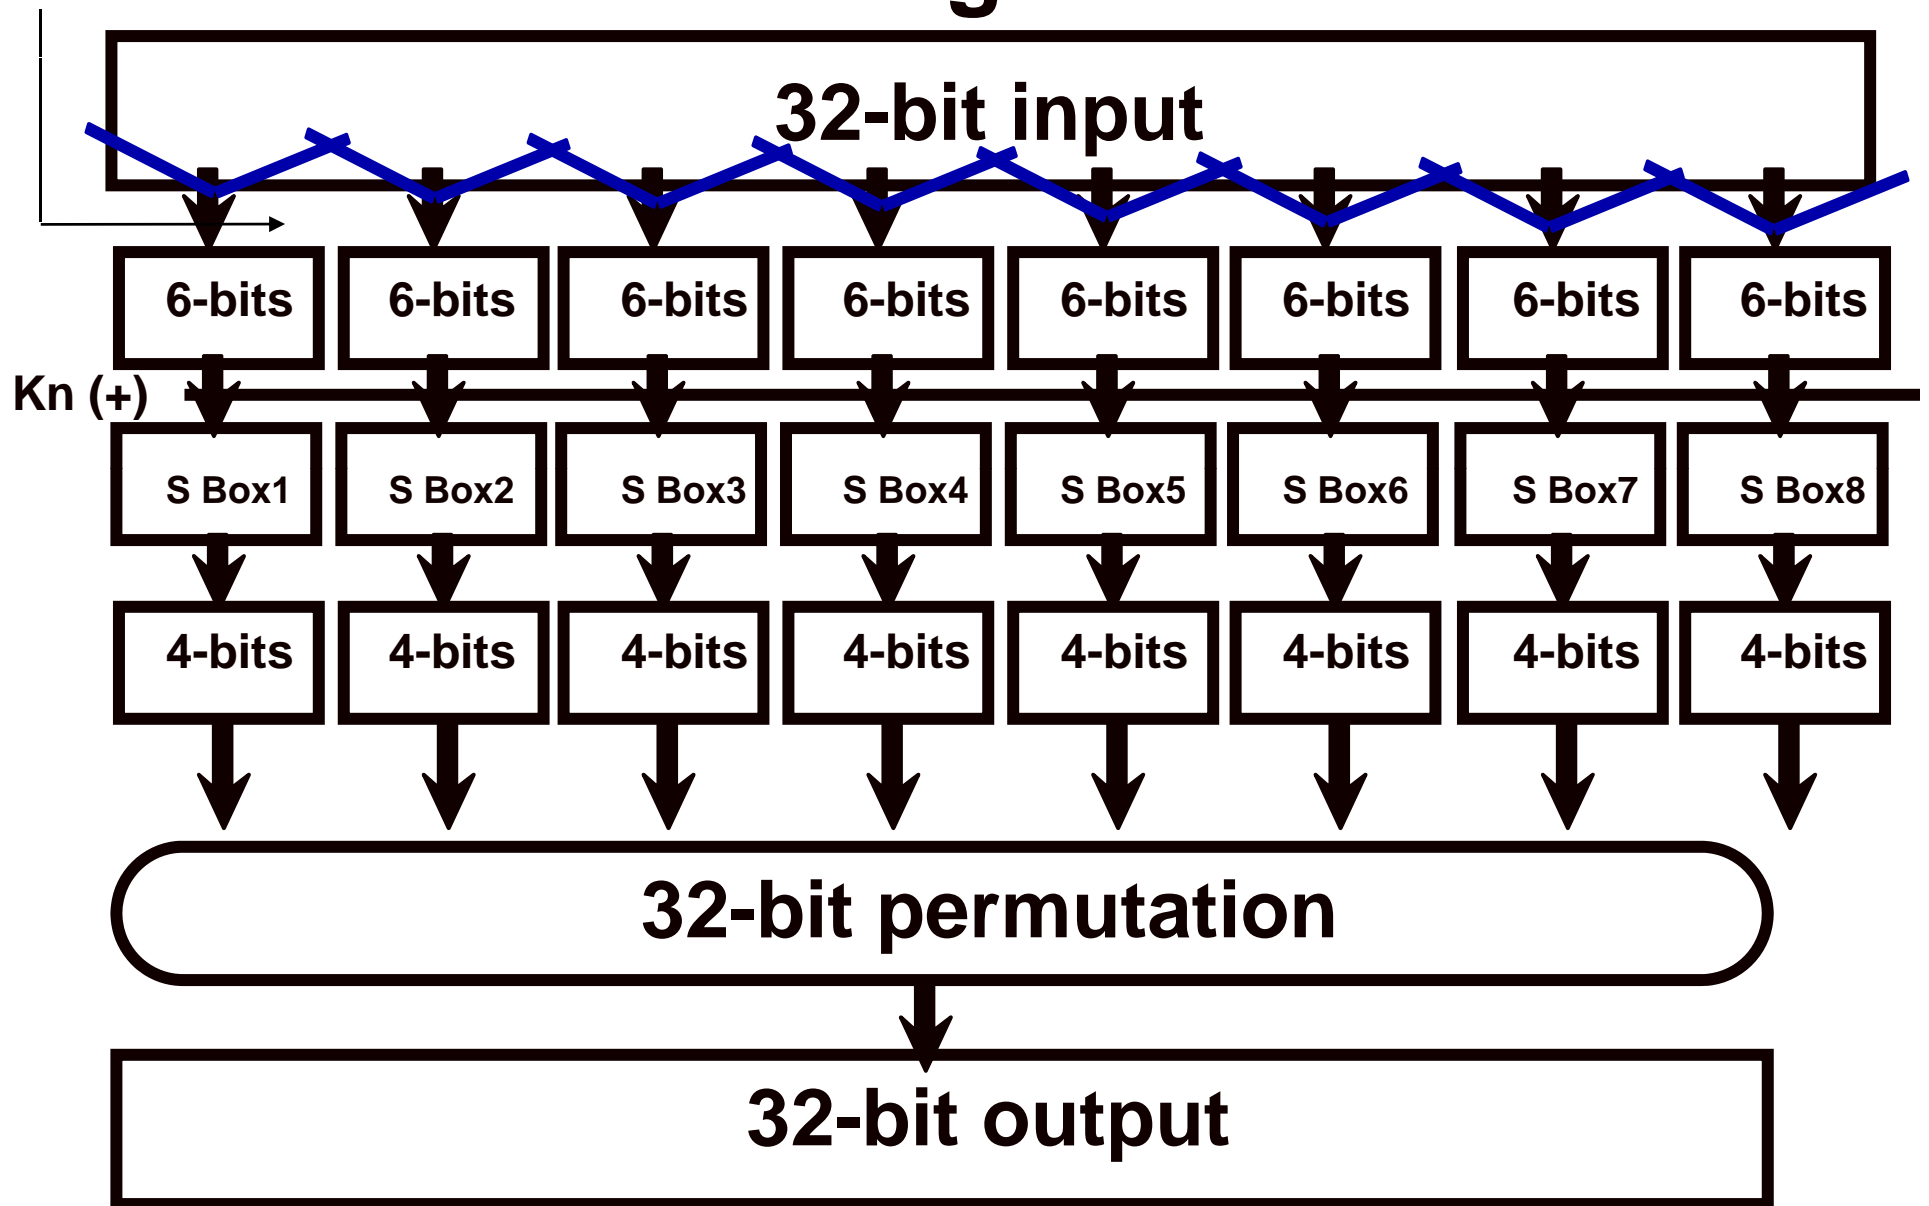 g
32-bit input
6-bits 6-bits 6-bits 6-bits 6-bits 6-bits 6-bits 6-bits
Kn (+)
S Box1 S Box2 S Box3 S Box4 S Box5 S Box6 S Box7 S Box8
4-bits 4-bits 4-bits 4-bits 4-bits 4-bits 4-bits 4-bits
32-bit permutation
32-bit output